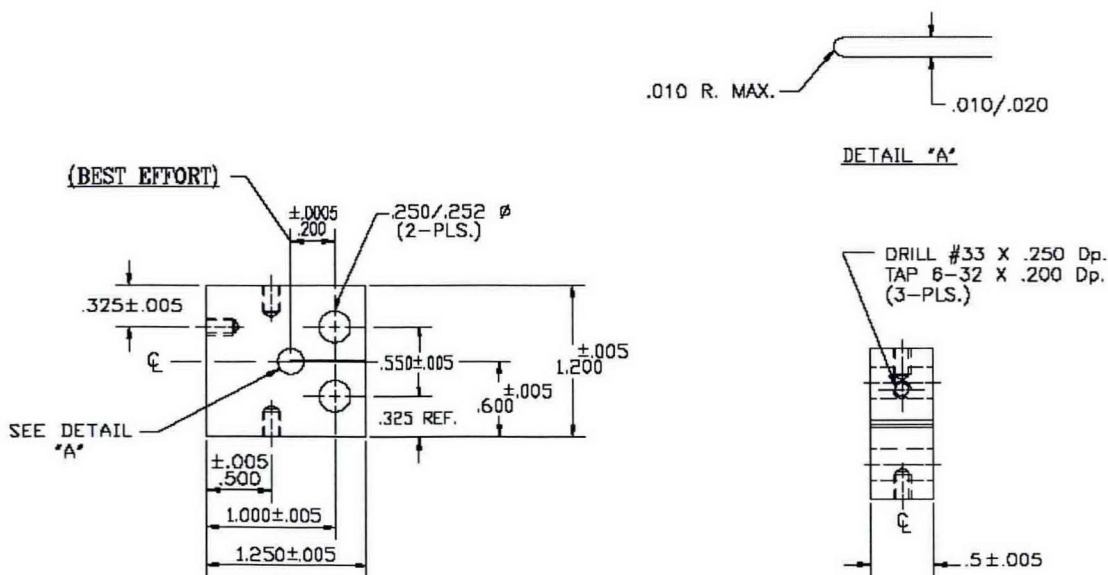 .010 R. MAX.
.010/.020
DETAIL "A"
(BEST EFFORT)
±.0005
.200
.250/.252 ø
(2-PLS.)
DRILL #33 X .250 Dp.
TAP 6-32 X .200 Dp.
(3-PLS.)
.325±.005
℄
.550±.005
±.005
.600
±.005
1.200
.325 REF.
SEE DETAIL
"A"
±.005
.500
1.000±.005
1.250±.005
℄
.5±.005